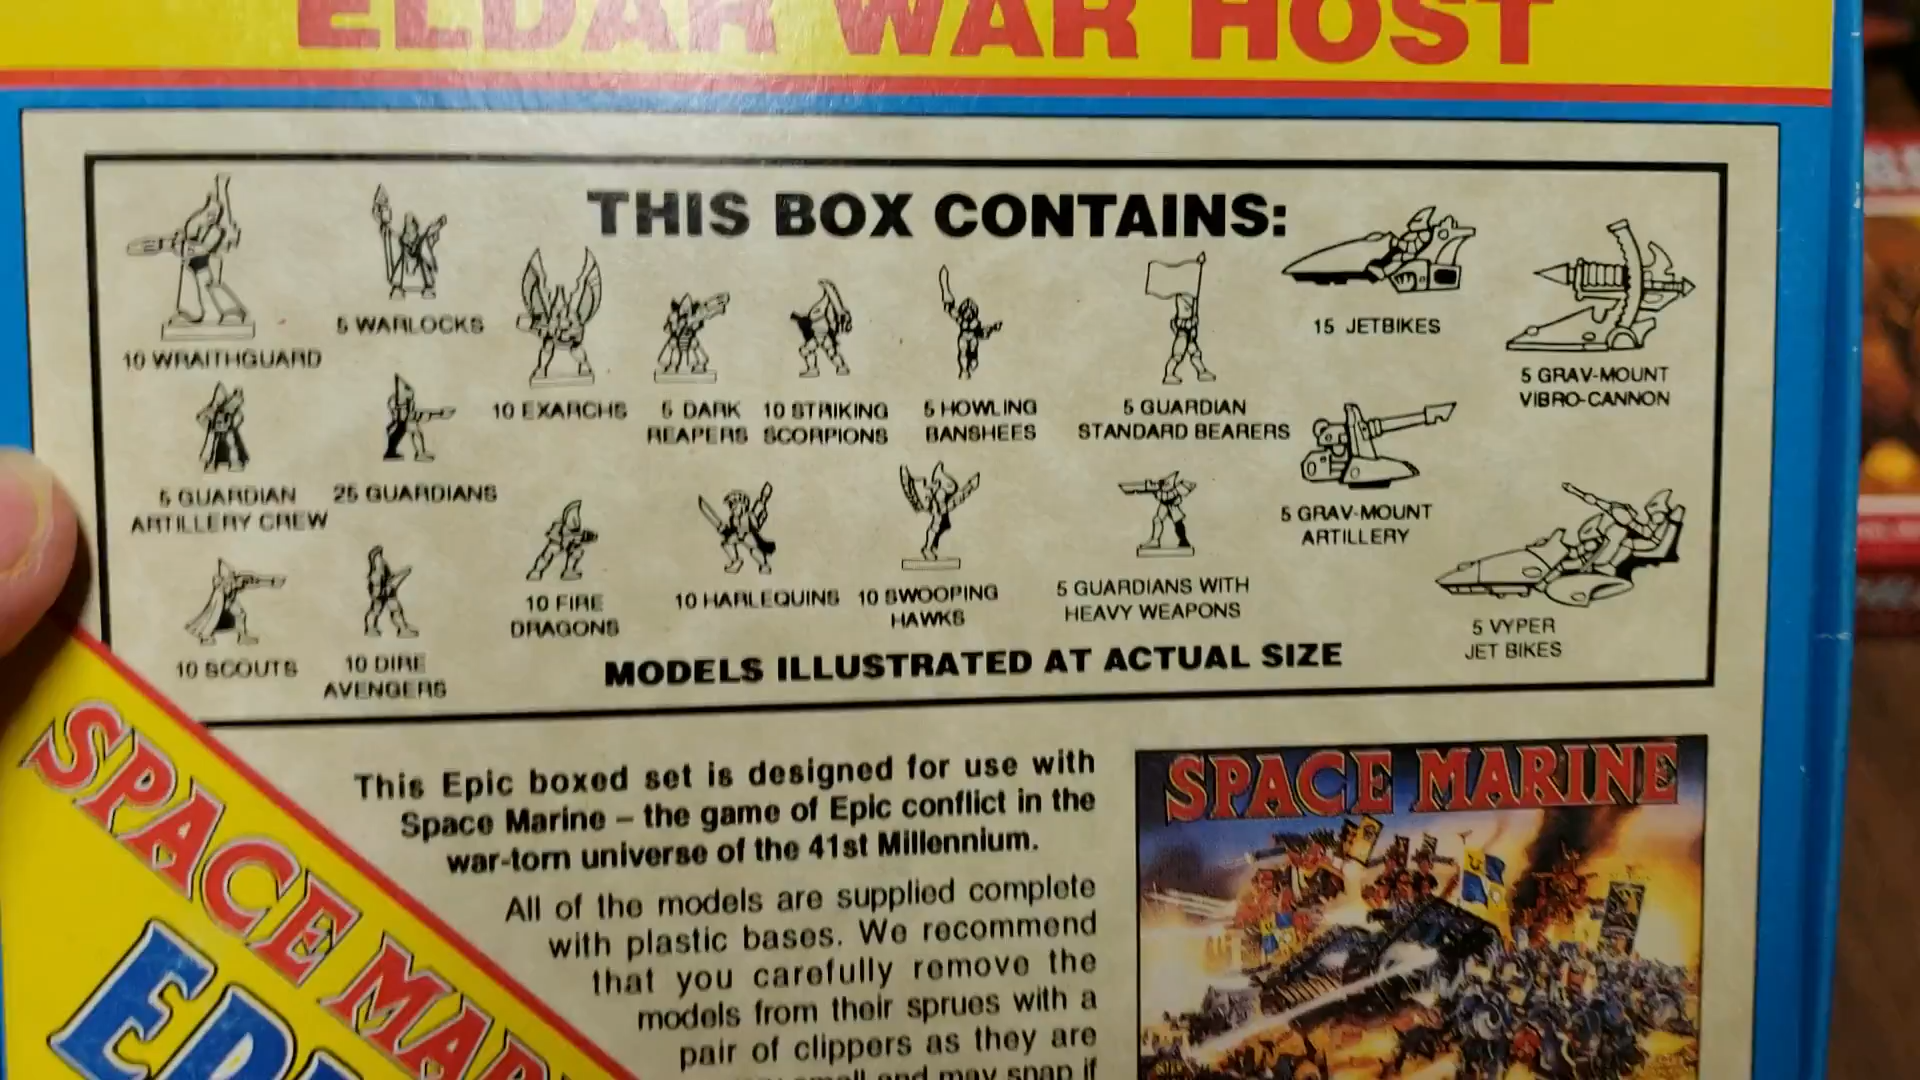 ELDAR WAR HOST
THIS BOX CONTAINS:
10 WRAITHGUARD
5 WARLOCKS
10 EXARCHS
5 DARK
REAPERS
10 STRIKING
SCORPIONS
5 HOWLING
BANSHEES
5 GUARDIAN
STANDARD BEARERS
15 JETBIKES
5 GRAV-MOUNT
VIBRO-CANNON
5 GUARDIAN
ARTILLERY CREW
25 GUARDIANS
10 FIRE
DRAGONS
10 HARLEQUINS
10 SWOOPING
HAWKS
5 GUARDIANS WITH
HEAVY WEAPONS
5 GRAV-MOUNT
ARTILLERY
5 VYPER
JET BIKES
10 SCOUTS
10 DIRE
AVENGERS
MODELS ILLUSTRATED AT ACTUAL SIZE
This Epic boxed set is designed for use with
Space Marine – the game of Epic conflict in the
war-torn universe of the 41st Millennium.
All of the models are supplied complete
with plastic bases. We recommend
that you carefully remove the
models from their sprues with a
pair of clippers as they are
small and may snap if
SPACE MARINE
SPACE MAR